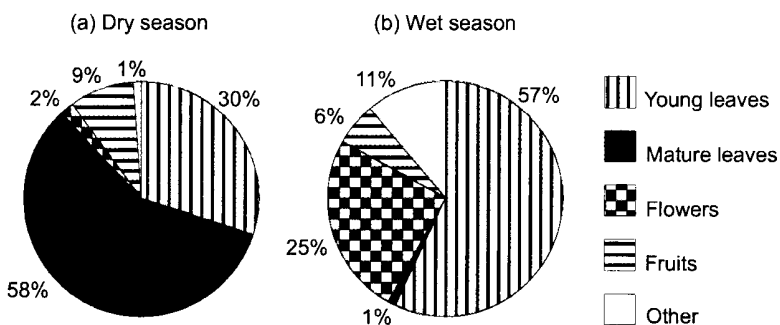 (a) Dry season
(b) Wet season
1%
9%
2%
30%
58%
11%
6%
57%
25%
1%
Young leaves
Mature leaves
Flowers
Fruits
Other